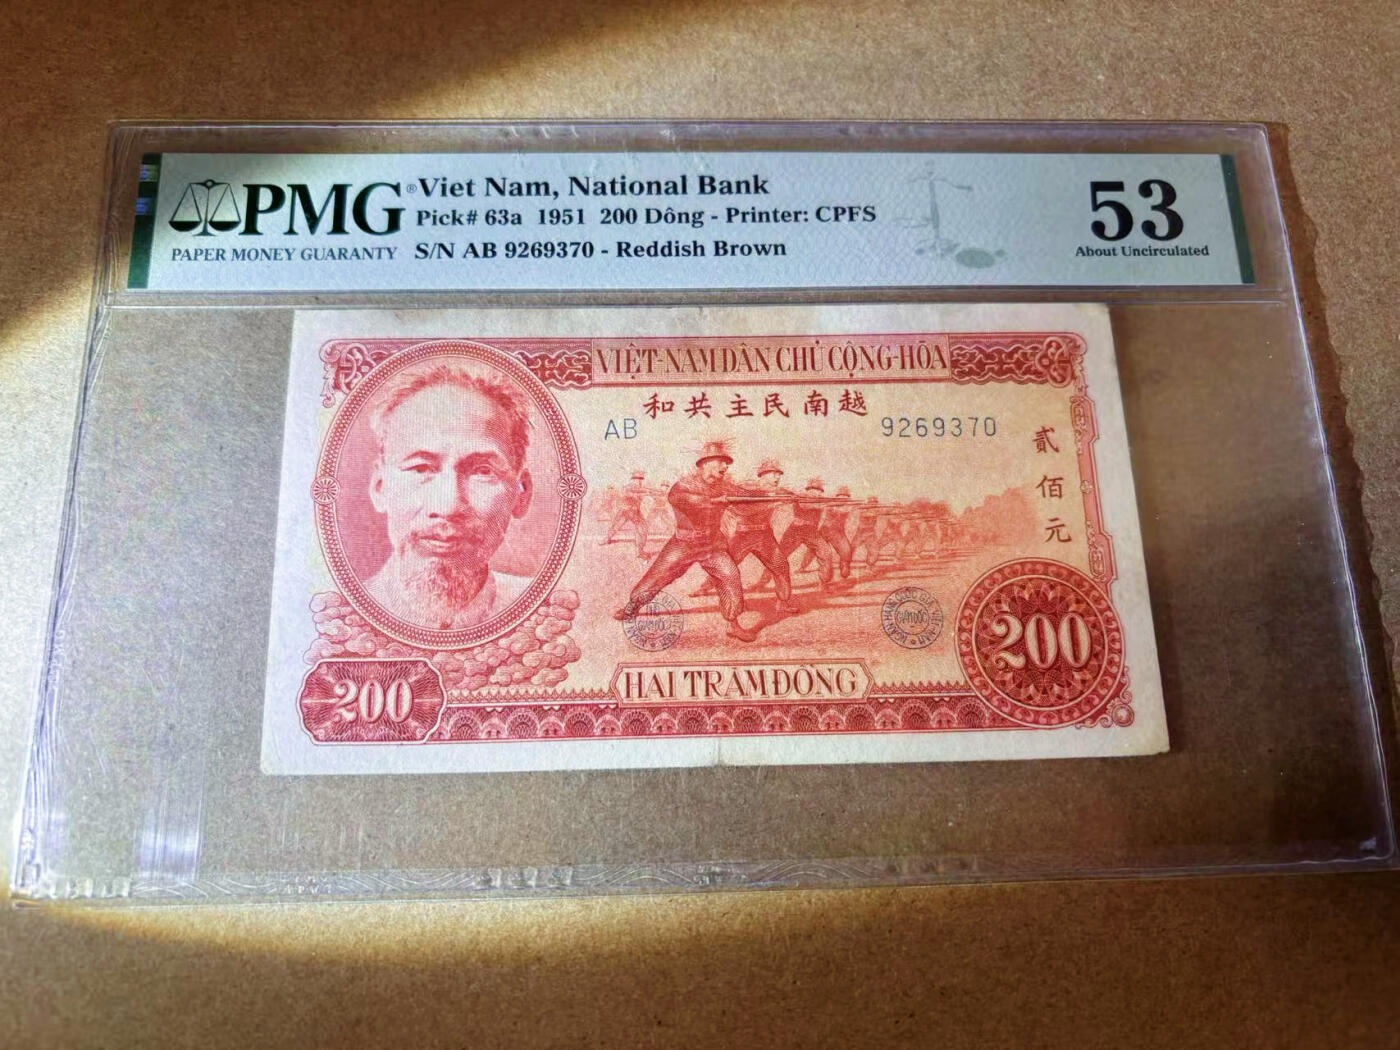 PMG®
PAPER MONEY GUARANTY
Viet Nam, National Bank
Pick# 63a 1951 200 Dông - Printer: CPFS
S/N AB 9269370 - Reddish Brown
53
About Uncirculated
VIỆT-NAM DÂN CHỦ CỘNG-HÒA
和共主民南越
AB 9269370
貳佰元
200
200
HAI TRĂM ĐỒNG